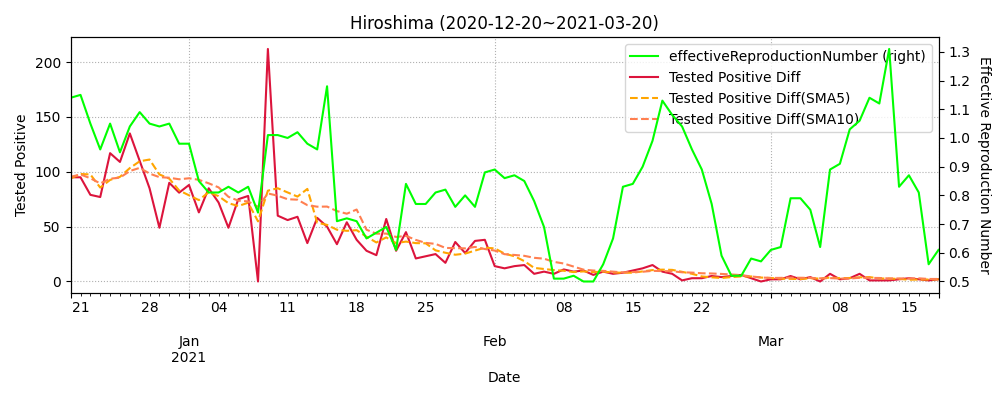 Hiroshima (2020-12-20~2021-03-20)
effectiveReproductionNumber (right)
Tested Positive Diff
Tested Positive Diff(SMA5)
Tested Positive Diff(SMA10)
200
150
100
50
0
Tested Positive
1.3
1.2
1.1
1.0
0.9
0.8
0.7
0.6
0.5
Effective Reproduction Number
21 28 04 11 18 25 08 15 22 08 15
Jan Feb Mar
2021
Date